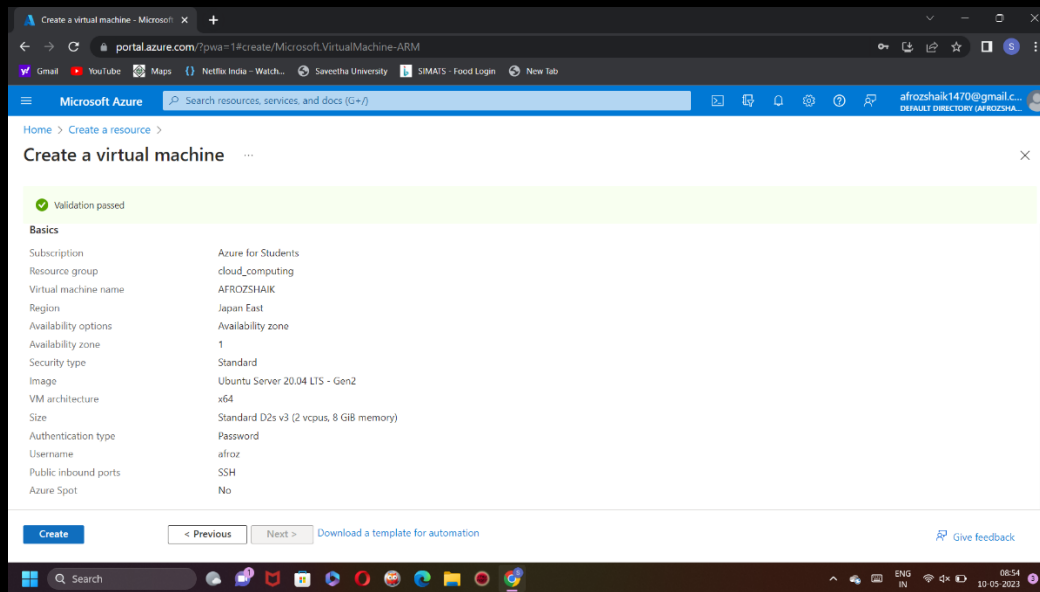 Create a virtual machine - Microsoft
portal.azure.com/?pwa=1#create/Microsoft.VirtualMachine-ARM
S
Gmail YouTube Maps Netflix India – Watch... Saveetha University SIMATS - Food Login New Tab
Microsoft Azure Search resources, services, and docs (G+/) afrozshaik1470@gmail.c...
DEFAULT DIRECTORY (AFROZSHA...
Home > Create a resource >
Create a virtual machine ...
Validation passed
Basics
Subscription Azure for Students
Resource group cloud_computing
Virtual machine name AFROZSHAIK
Region Japan East
Availability options Availability zone
Availability zone 1
Security type Standard
Image Ubuntu Server 20.04 LTS - Gen2
VM architecture x64
Size Standard D2s v3 (2 vcpus, 8 GiB memory)
Authentication type Password
Username afroz
Public inbound ports SSH
Azure Spot No
Create < Previous Next > Download a template for automation Give feedback
Search 1 ENG 08:54 3
IN 10-05-2023